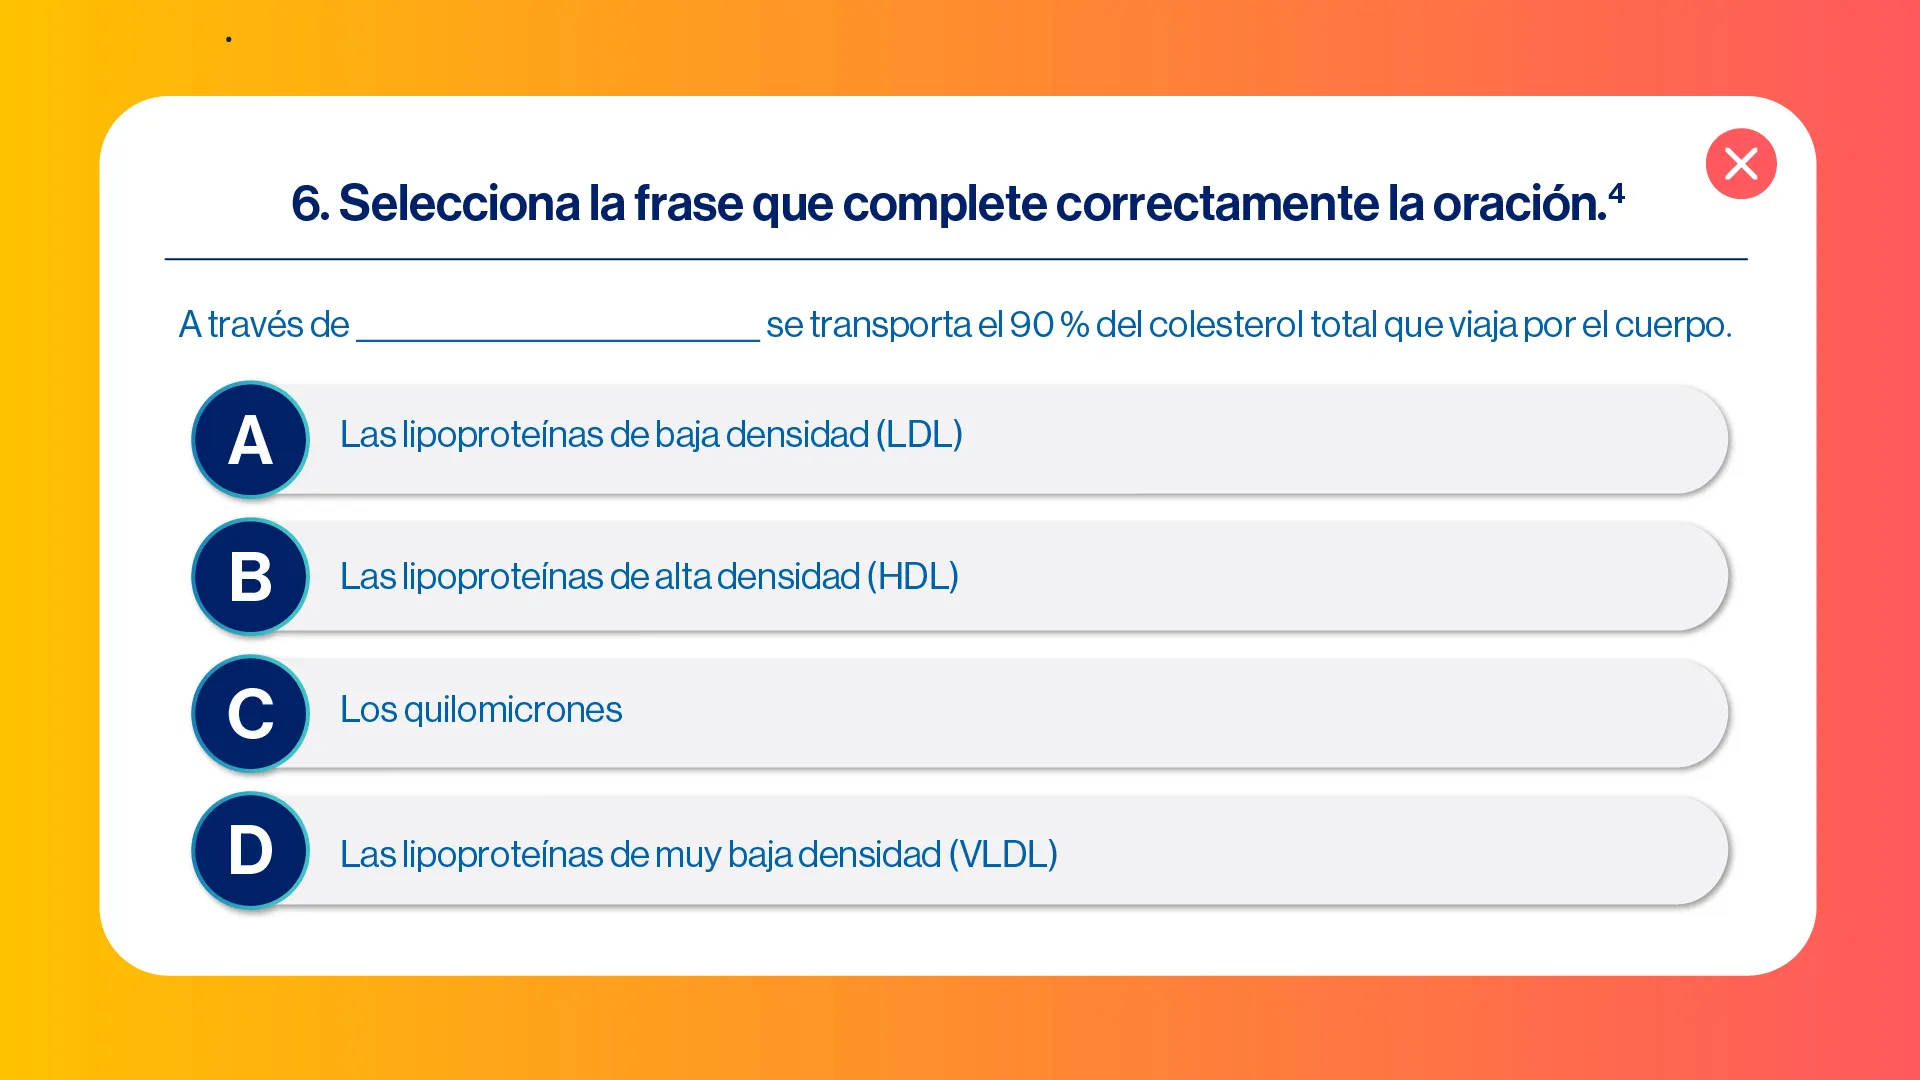 6. Selecciona la frase que complete correctamente la oración.⁴
A través de ____________________ se transporta el 90 % del colesterol total que viaja por el cuerpo.
A Las lipoproteínas de baja densidad (LDL)
B Las lipoproteínas de alta densidad (HDL)
C Los quilomicrones
D Las lipoproteínas de muy baja densidad (VLDL)